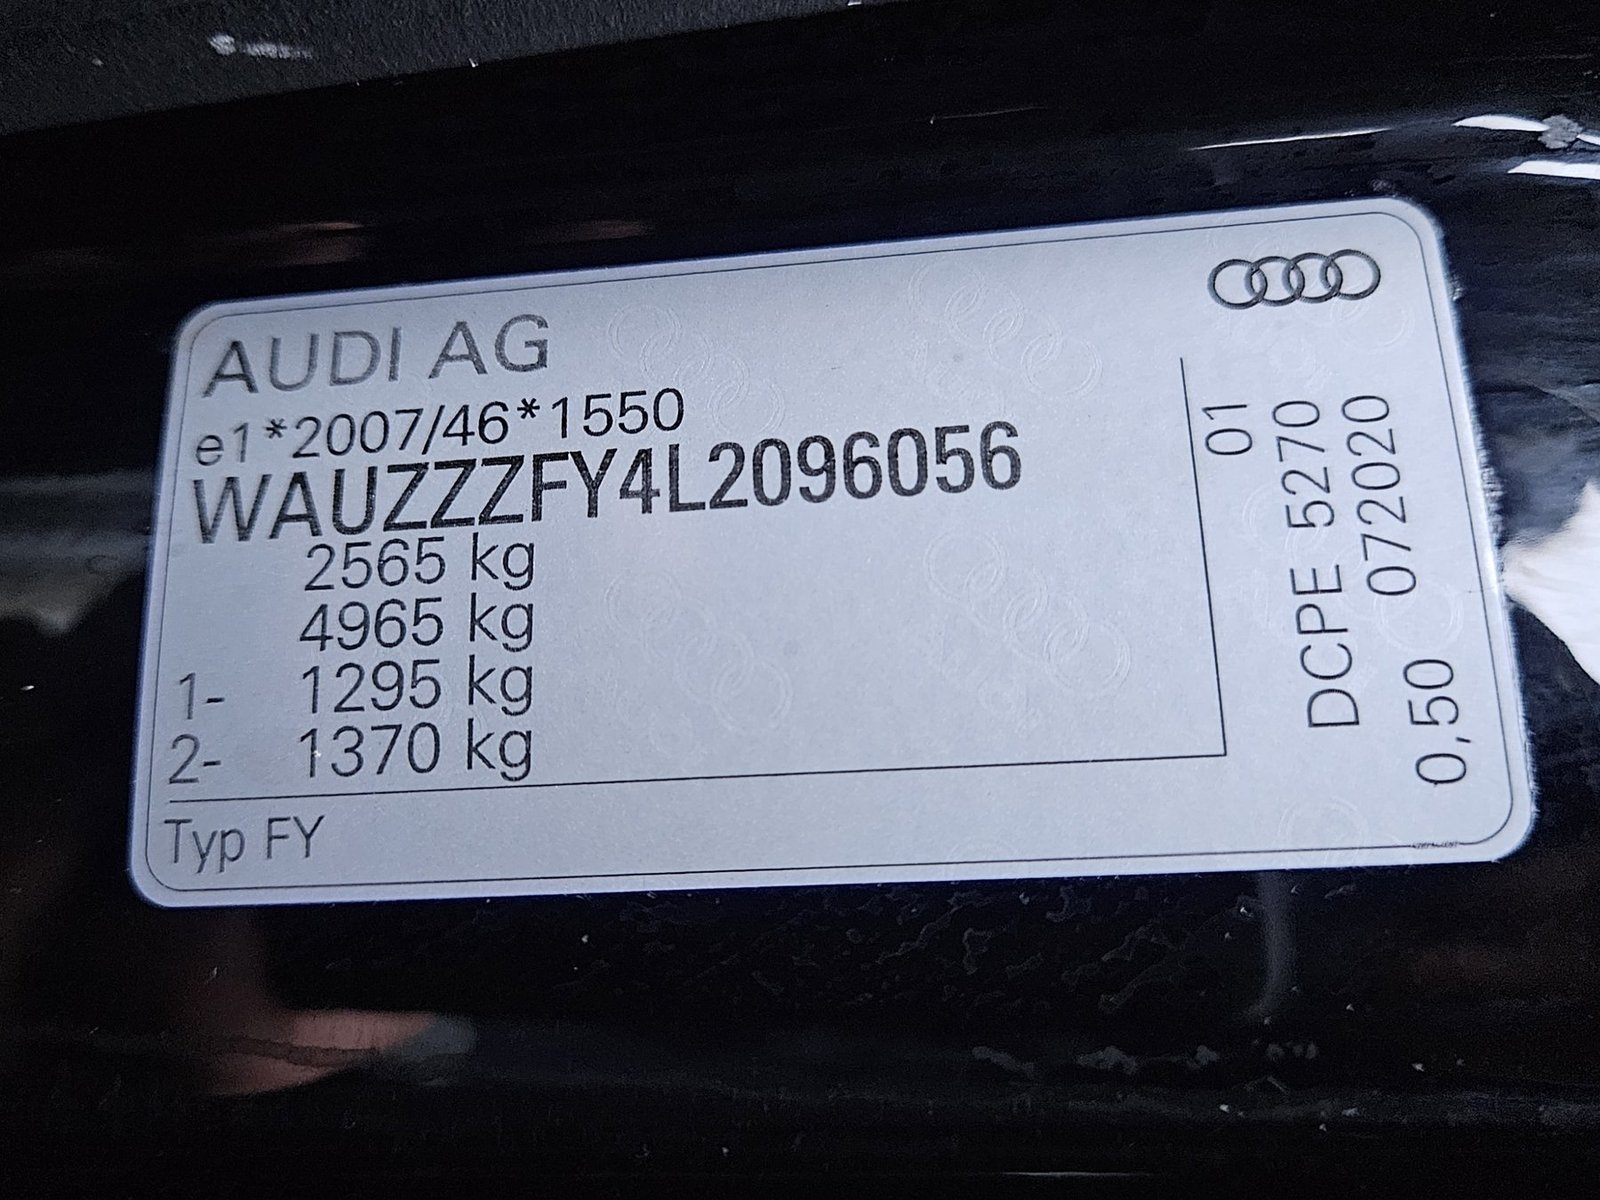 AUDI AG
e1*2007/46*1550
WAUZZZFY4L2096056
2565 kg
4965 kg
1- 1295 kg
2- 1370 kg
Typ FY
01
DCPE 5270
072020
0,50